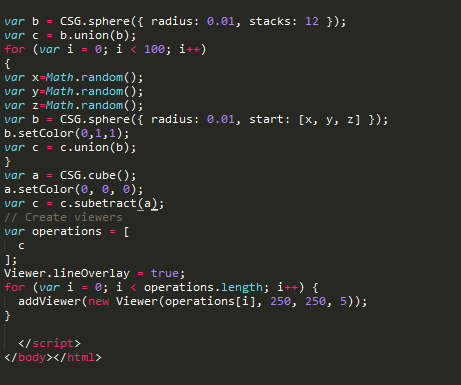 var b = CSG.sphere({ radius: 0.01, stacks: 12 });
var c = b.union(b);
for (var i = 0; i < 100; i++)
{
var x=Math.random();
var y=Math.random();
var z=Math.random();
var b = CSG.sphere({ radius: 0.01, start: [x, y, z] });
b.setColor(0,1,1);
var c = c.union(b);
}
var a = CSG.cube();
a.setColor(0, 0, 0);
var c = c.subetract(a);
// Create viewers
var operations = [
  c
];
Viewer.lineOverlay = true;
for (var i = 0; i < operations.length; i++) {
  addViewer(new Viewer(operations[i], 250, 250, 5));
}
  </script>
</body></html>